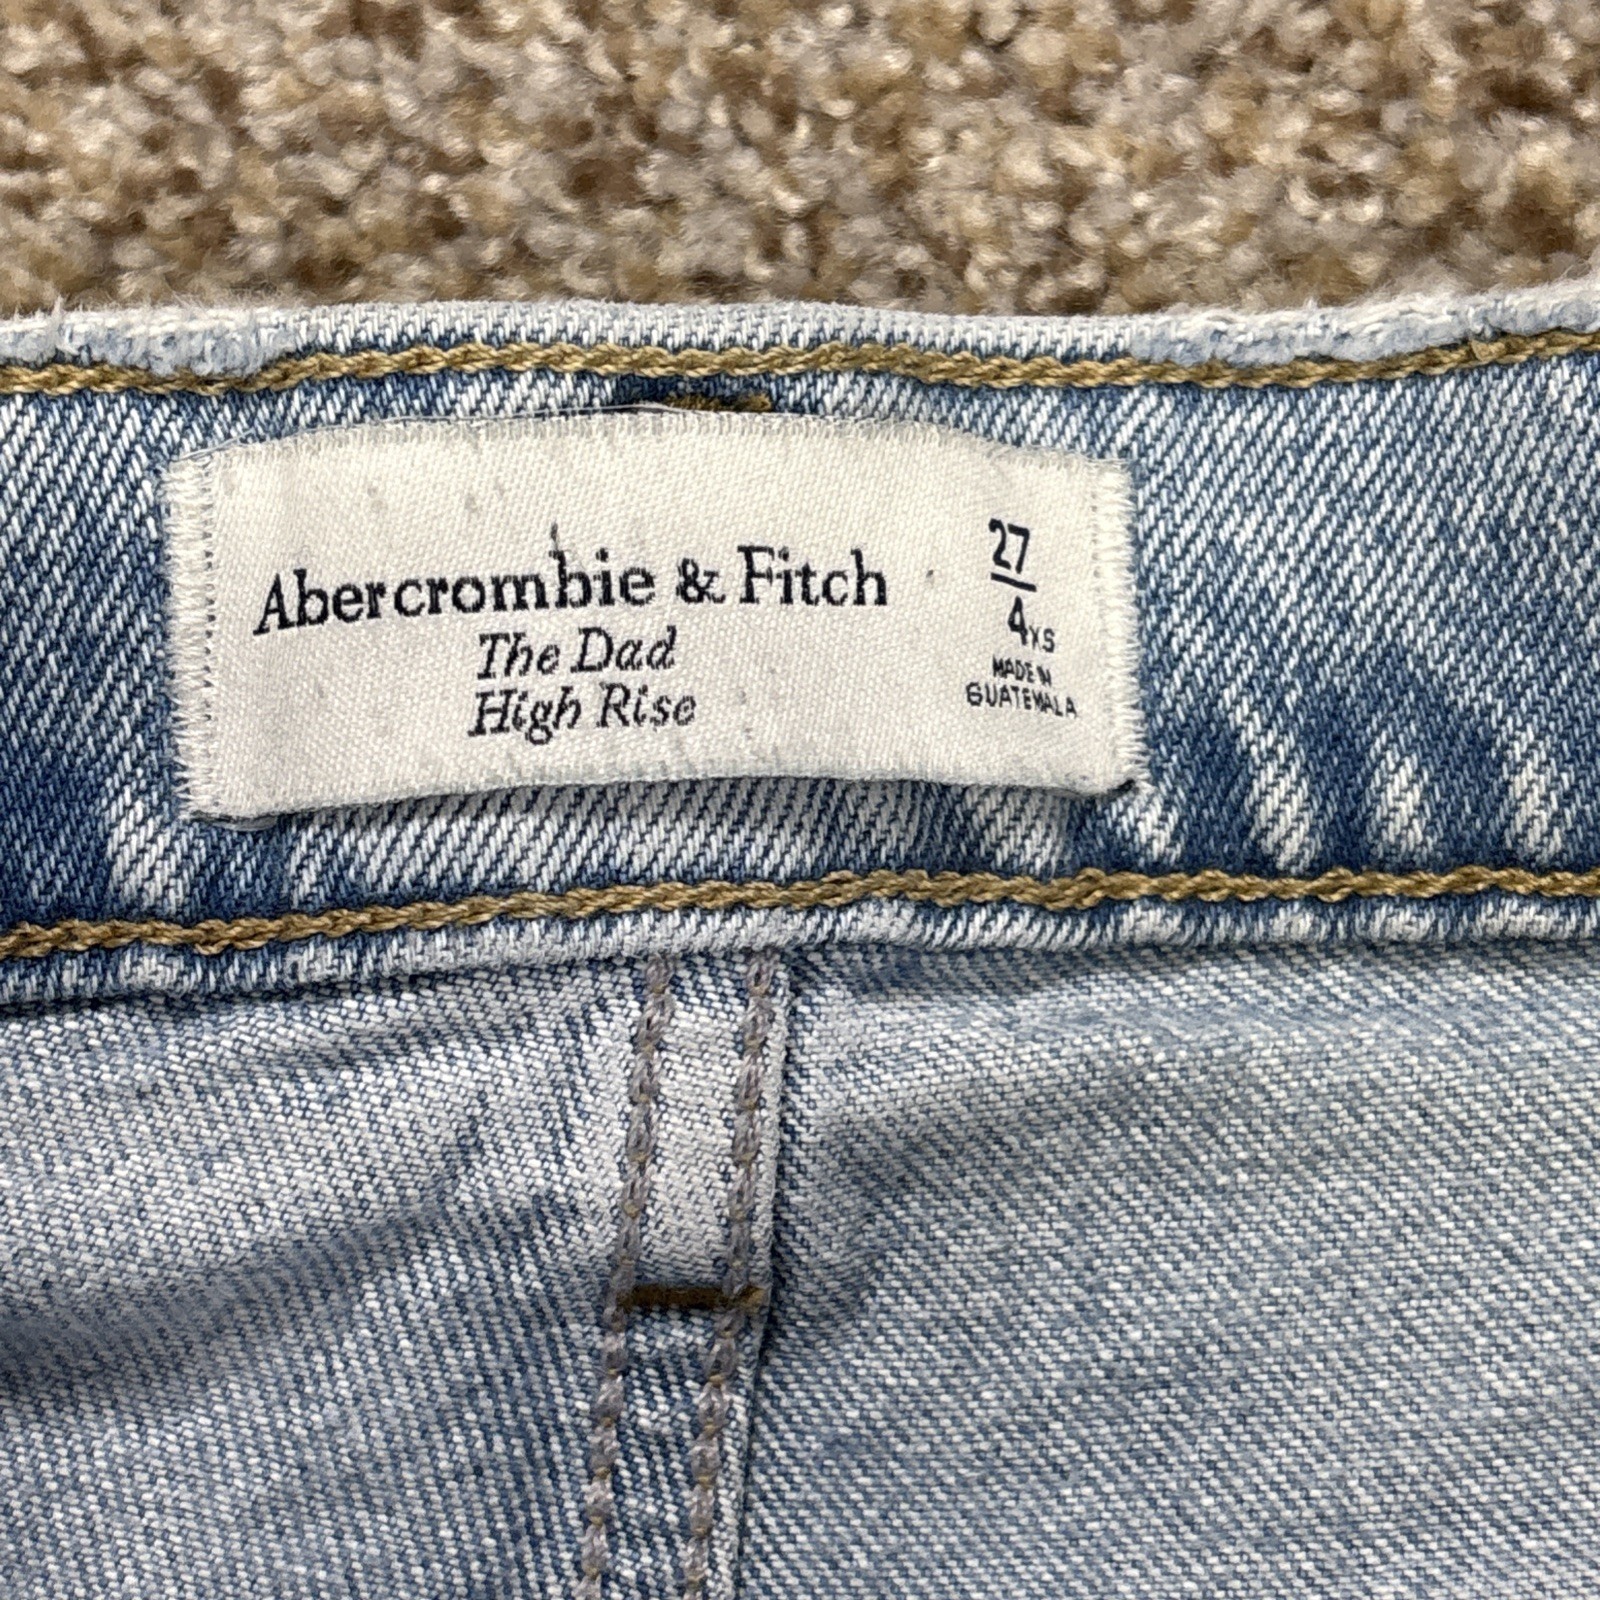 Abercrombie & Fitch
The Dad
High Rise
27
4XS
MADE IN
GUATEMALA